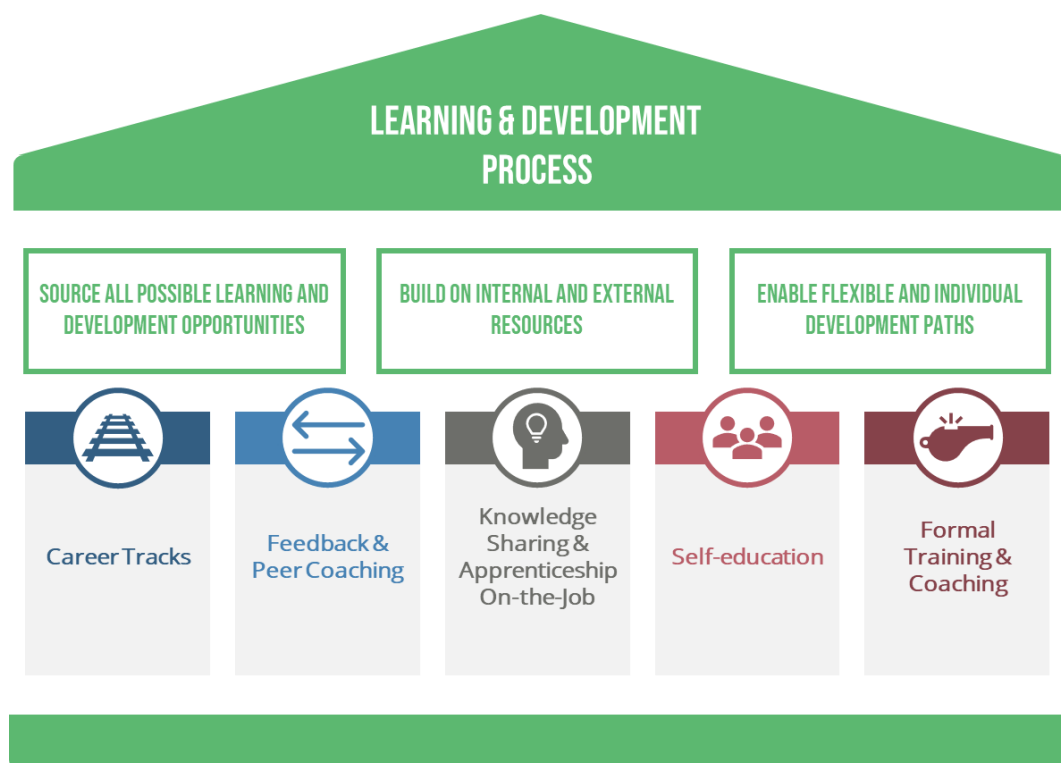 LEARNING & DEVELOPMENT
PROCESS
SOURCE ALL POSSIBLE LEARNING AND
DEVELOPMENT OPPORTUNITIES
BUILD ON INTERNAL AND EXTERNAL
RESOURCES
ENABLE FLEXIBLE AND INDIVIDUAL
DEVELOPMENT PATHS
Career Tracks
Feedback &
Peer Coaching
Knowledge
Sharing &
Apprenticeship
On-the-Job
Self-education
Formal
Training &
Coaching